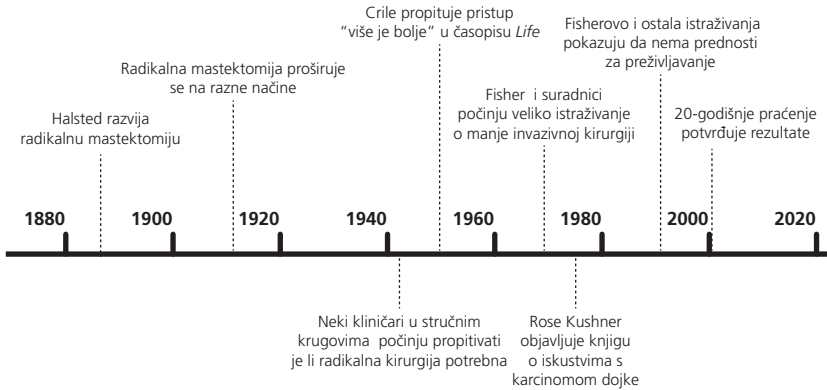 Crile propituje pristup
“više je bolje” u časopisu Life
Fisherovo i ostala istraživanja
pokazuju da nema prednosti
za preživljavanje
Radikalna mastektomija proširuje
se na razne načine
Fisher i suradnici
počinju veliko istraživanje
o manje invazivnoj kirurgiji
20-godišnje praćenje
potvrđuje rezultate
Halsted razvija
radikalnu mastektomiju
1880 1900 1920 1940 1960 1980 2000 2020
Neki kliničari u stručnim
krugovima počinju propitivati
je li radikalna kirurgija potrebna
Rose Kushner
objavljuje knjigu
o iskustvima s
karcinomom dojke